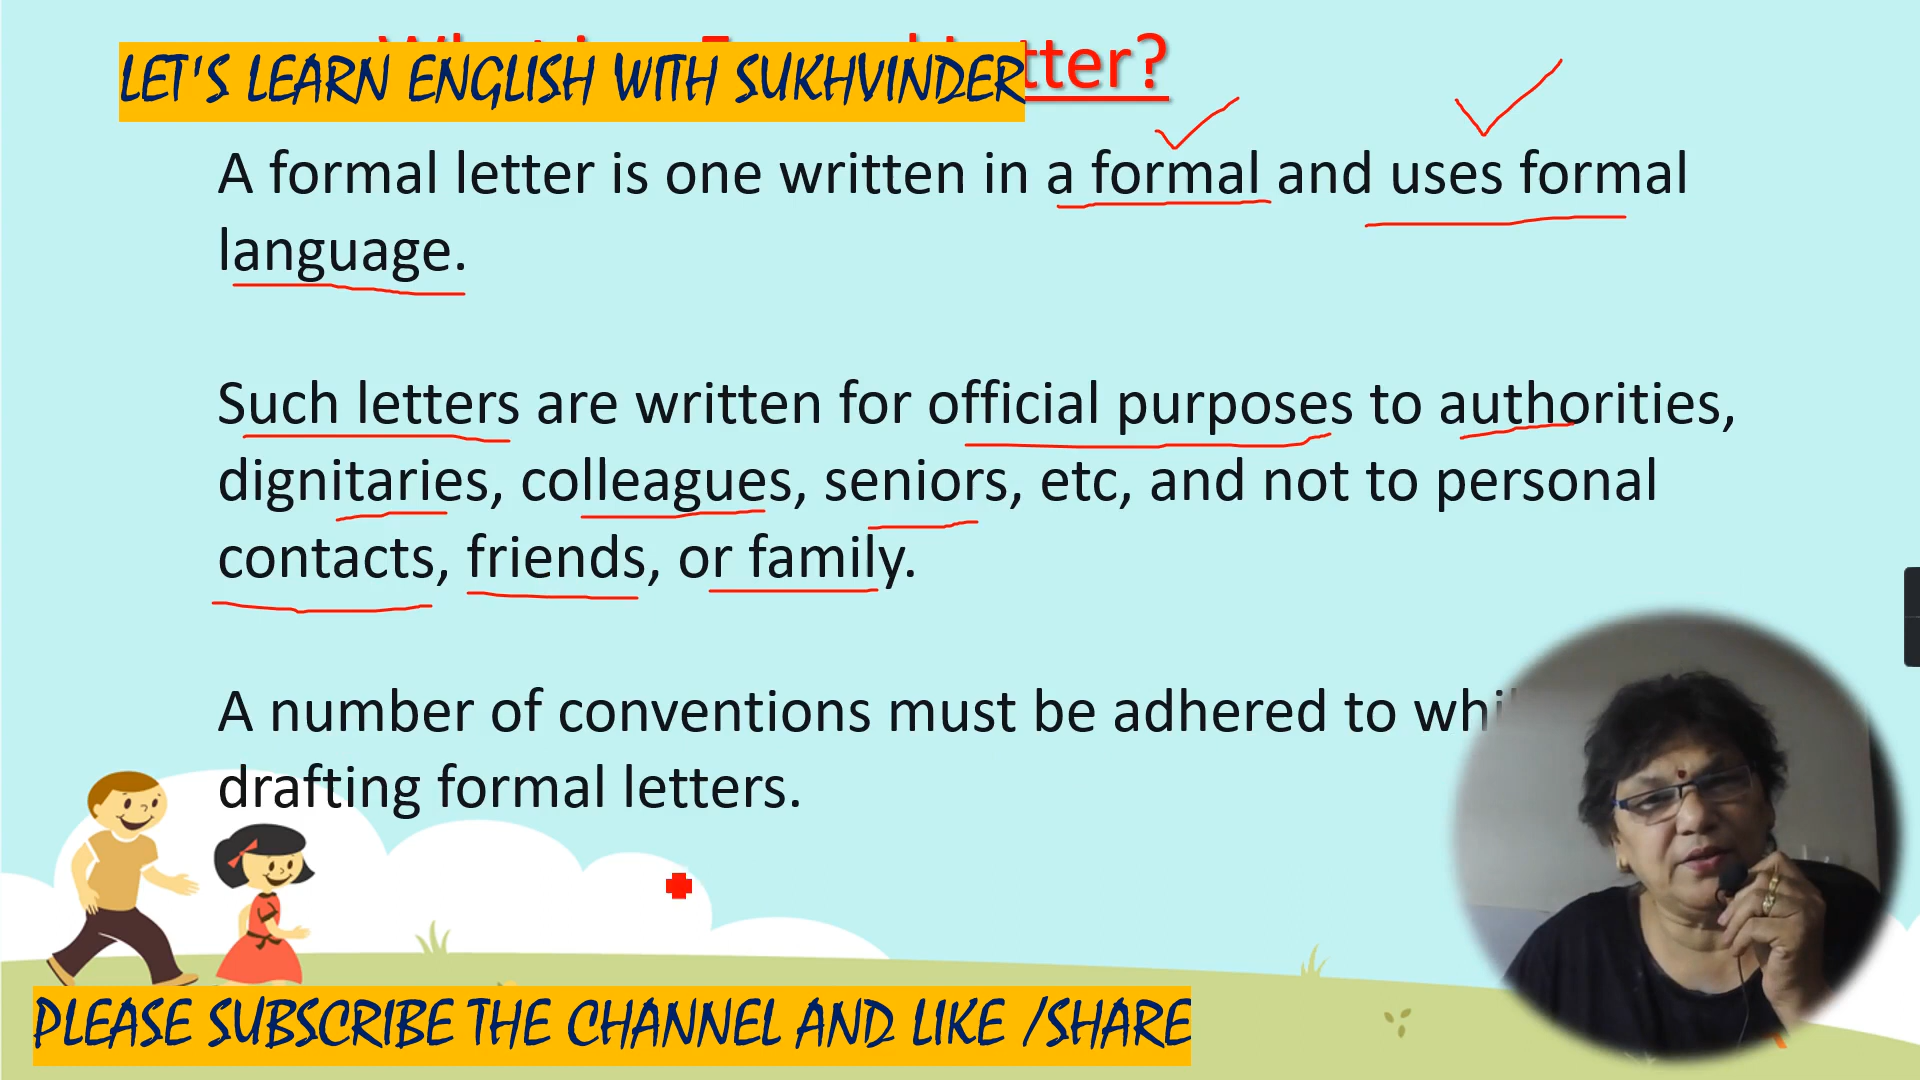 tter?
LET'S LEARN ENGLISH WITH SUKHVINDER
A formal letter is one written in a formal and uses formal
language.
Such letters are written for official purposes to authorities,
dignitaries, colleagues, seniors, etc, and not to personal
contacts, friends, or family.
A number of conventions must be adhered to whi
drafting formal letters.
PLEASE SUBSCRIBE THE CHANNEL AND LIKE /SHARE